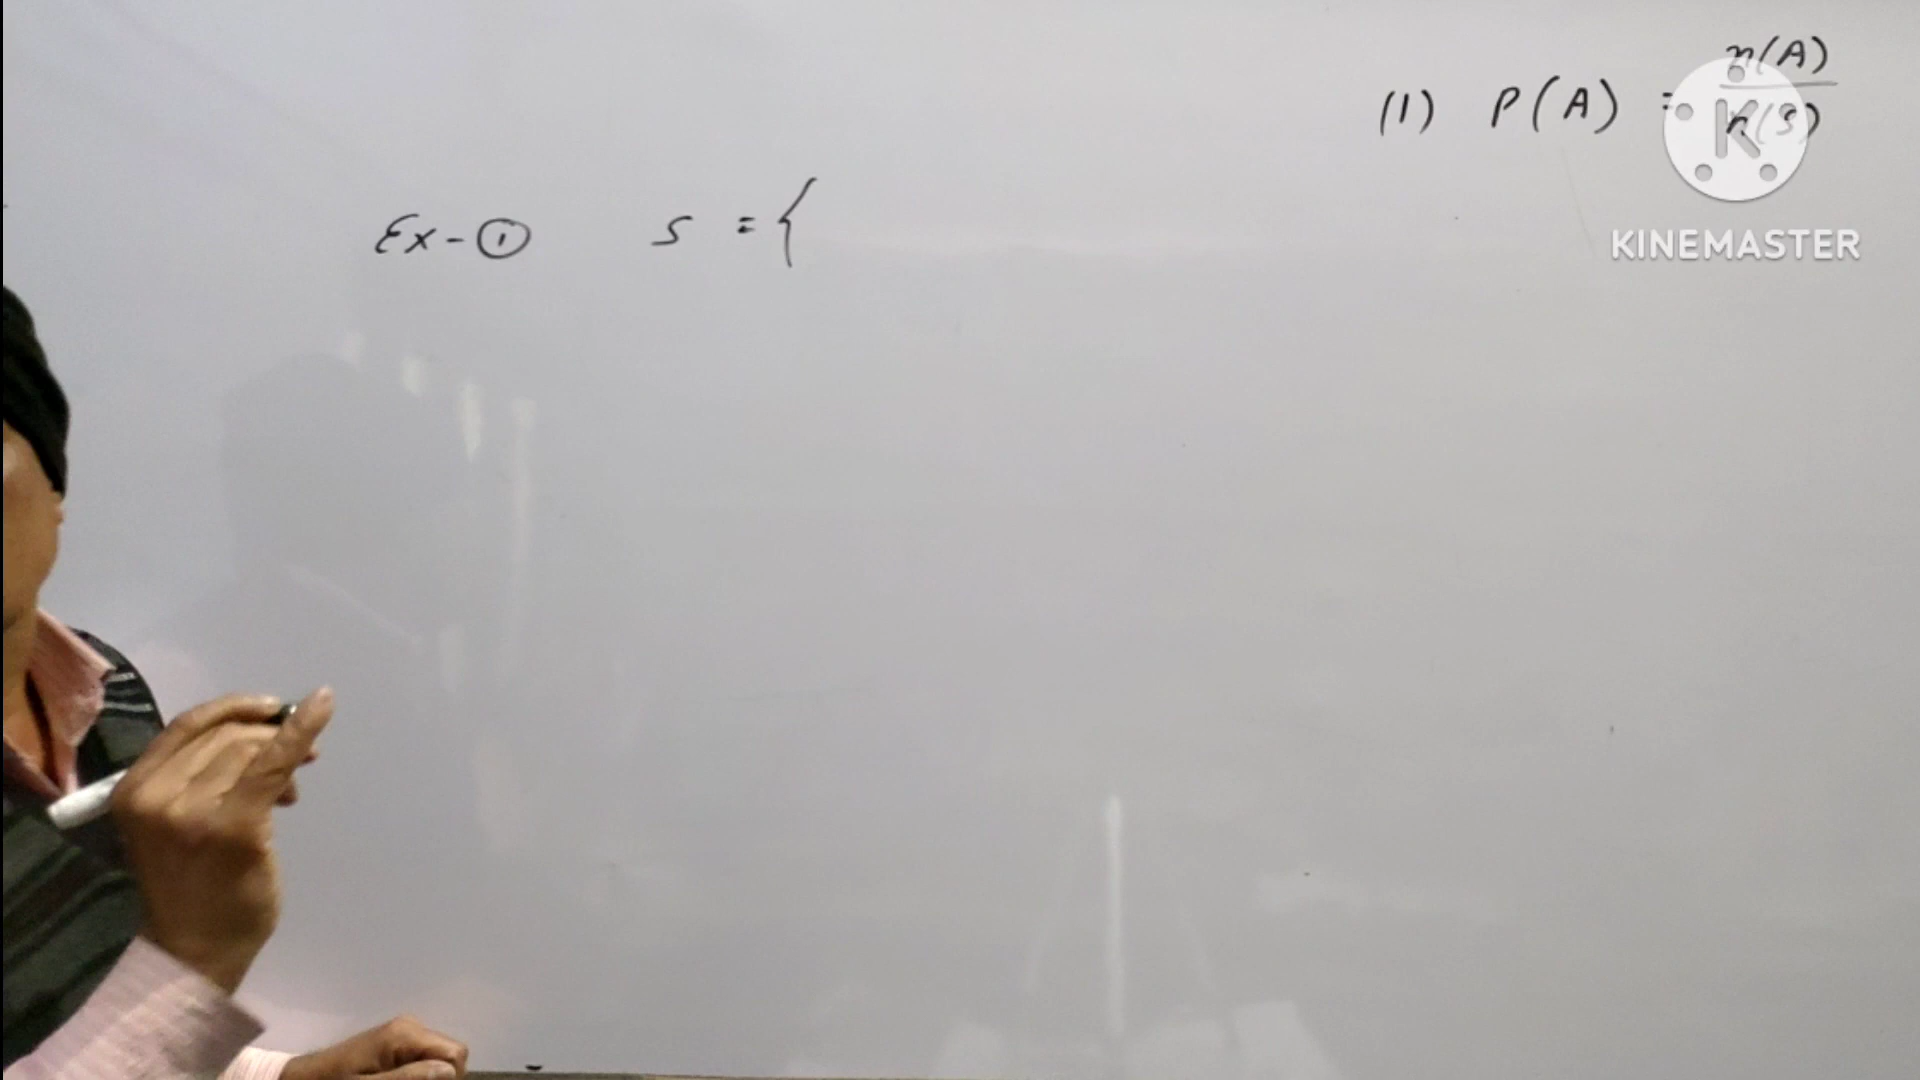 (1) P(A) = n(A)/n(S)
KINEMASTER
Ex-① S = {